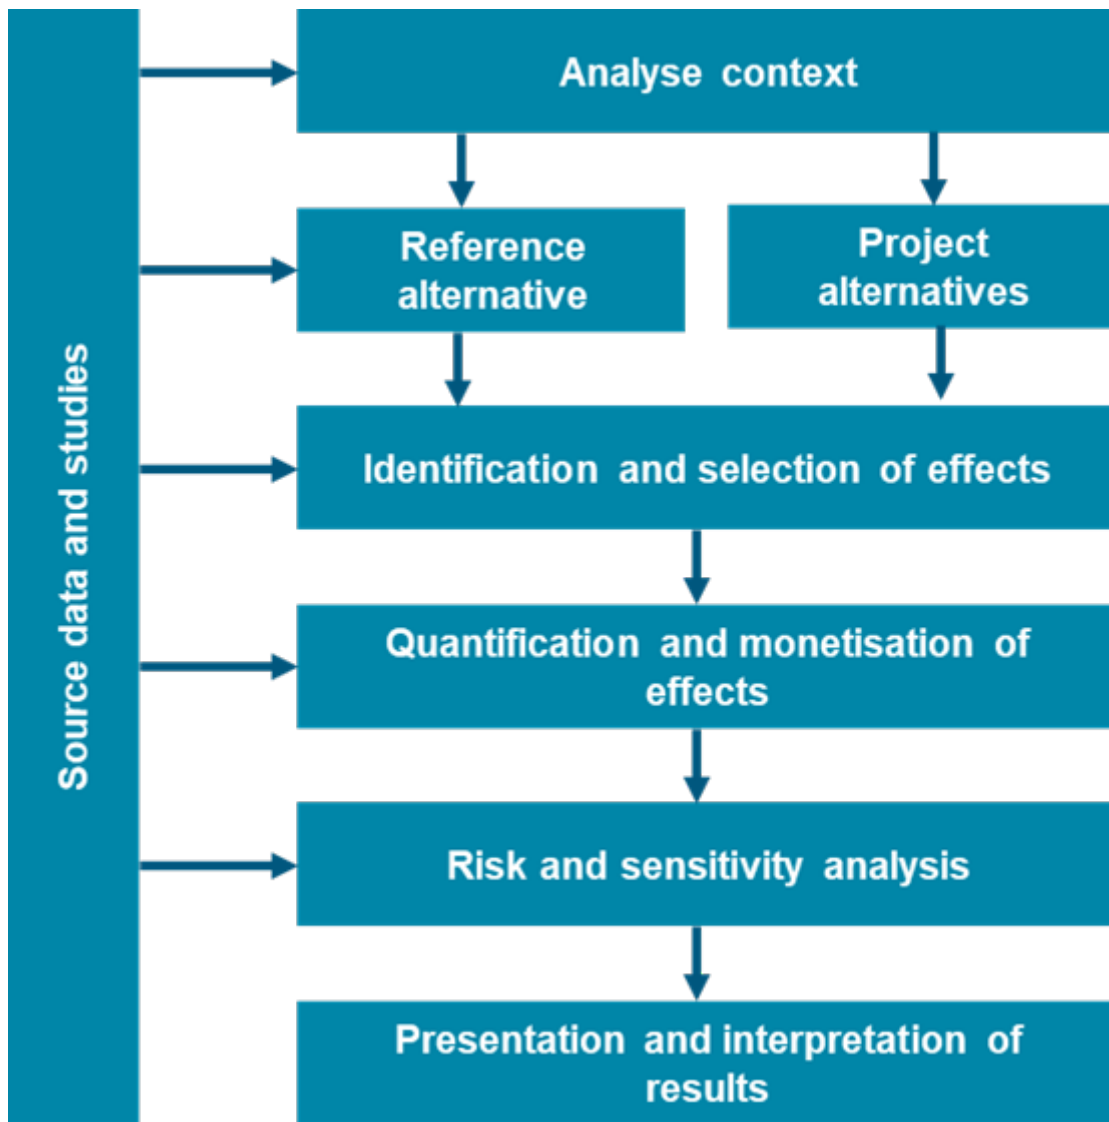 Source data and studies
Analyse context
Reference
alternative
Project
alternatives
Identification and selection of effects
Quantification and monetisation of
effects
Risk and sensitivity analysis
Presentation and interpretation of
results